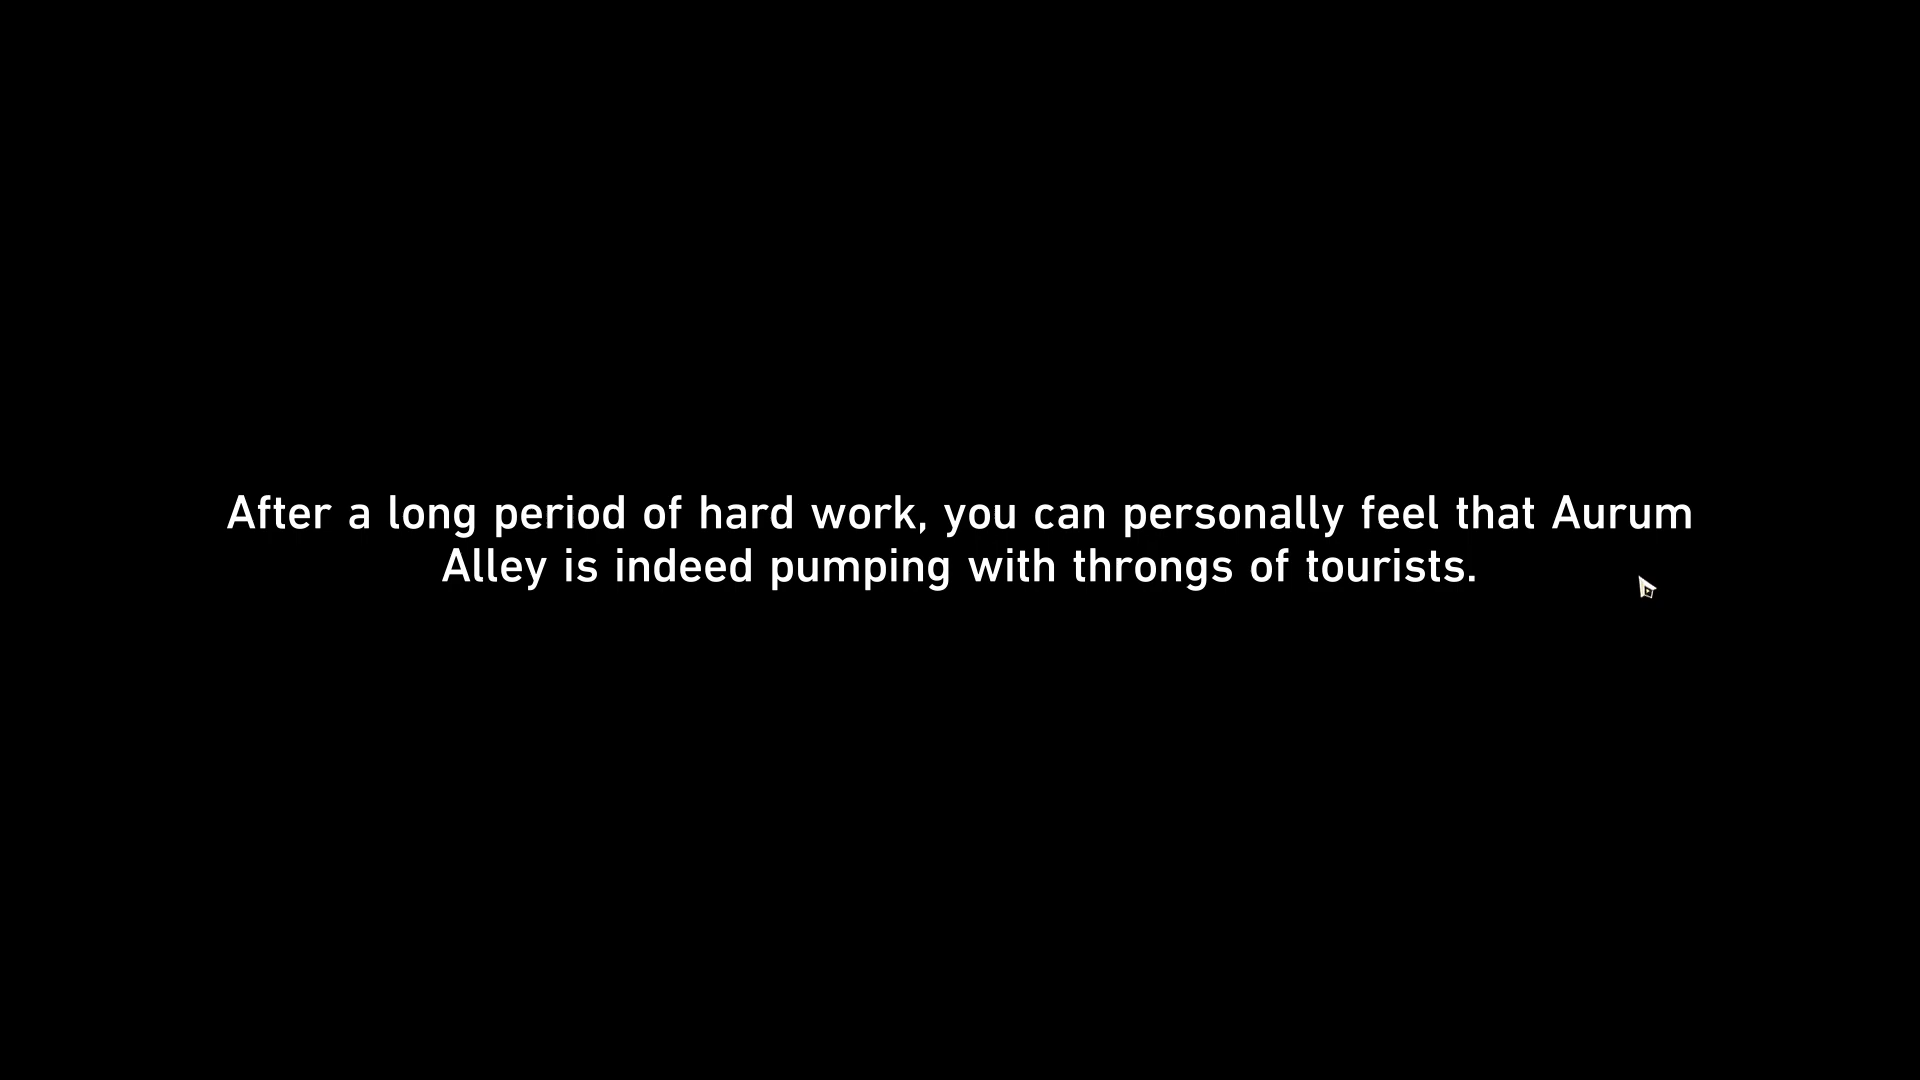 After a long period of hard work, you can personally feel that Aurum
Alley is indeed pumping with throngs of tourists.